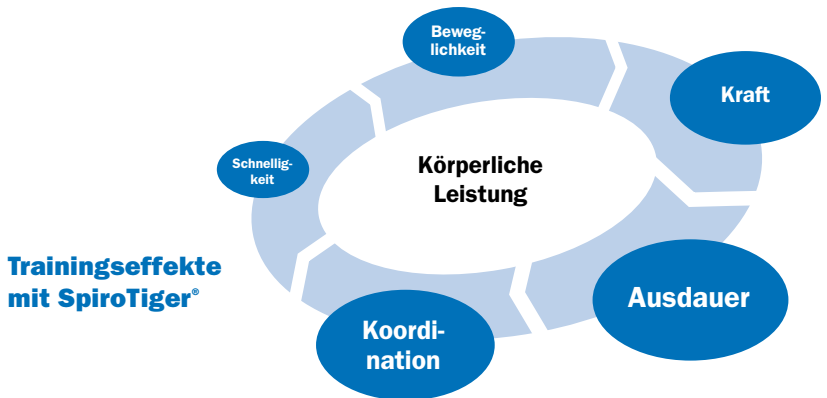 Beweg-
lichkeit
Kraft
Schnellig-
keit
Körperliche
Leistung
Trainingseffekte
mit SpiroTiger®
Ausdauer
Koordi-
nation